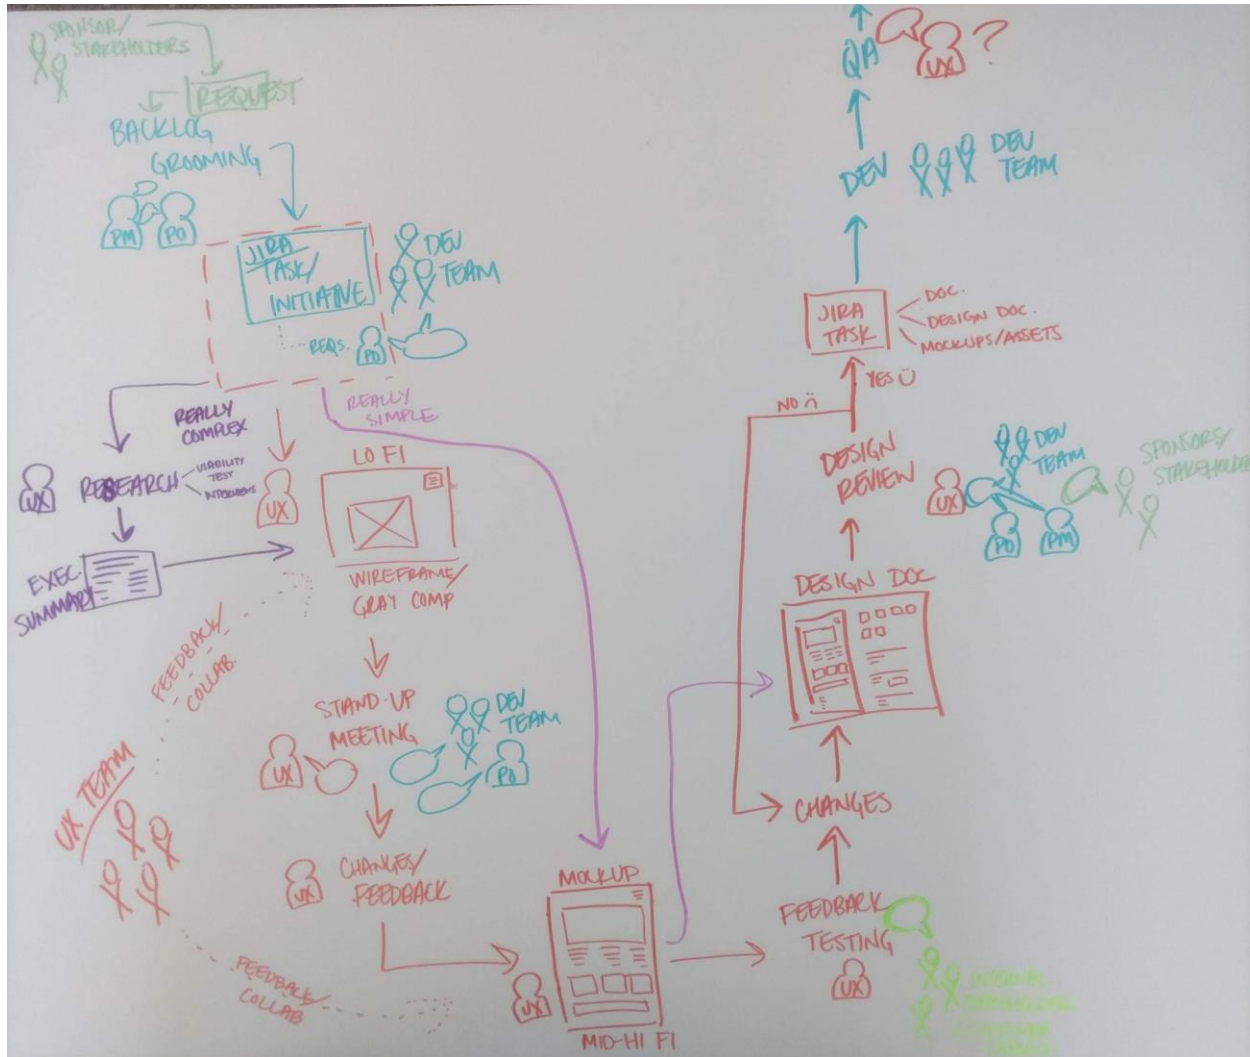 SPONSOR/
STAKEHOLDERS
REQUEST
BACKLOG
GROOMING
PM
PO
JIRA
TASK/
INITIATIVE
REQS.
PO
DEV
TEAM
REALLY
COMPLEX
REALLY
SIMPLE
UX
RESEARCH
VIABILITY
TEST
INTERVIEWS
UX
EXEC.
SUMMARY
LO FI
WIREFRAME/
GRAY COMP
FEEDBACK/
COLLAB.
STAND-UP
MEETING
UX
DEV
TEAM
PO
UX TEAM
UX
CHANGES/
FEEDBACK
FEEDBACK/
COLLAB
UX
MOCKUP
MID-HI FI
FEEDBACK
TESTING
UX
INTERNAL
CHANGES
DESIGN DOC
DESIGN
REVIEW
UX
DEV
TEAM
PO
PM
SPONSORS/
STAKEHOLDE
NO
YES
JIRA
TASK
DOC.
DESIGN DOC.
MOCKUPS/ASSETS
DEV
DEV
TEAM
QA
UX
?